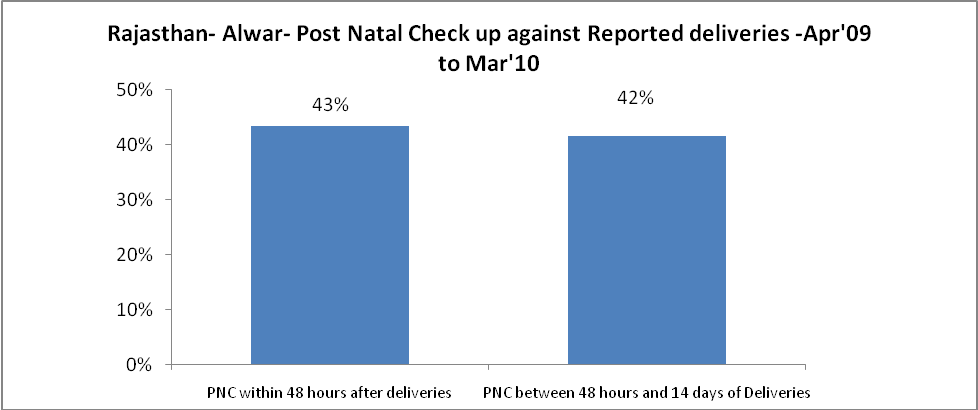 Rajasthan- Alwar- Post Natal Check up against Reported deliveries -Apr'09
to Mar'10
50%
40%
30%
20%
10%
0%
43%
42%
PNC within 48 hours after deliveries
PNC between 48 hours and 14 days of Deliveries